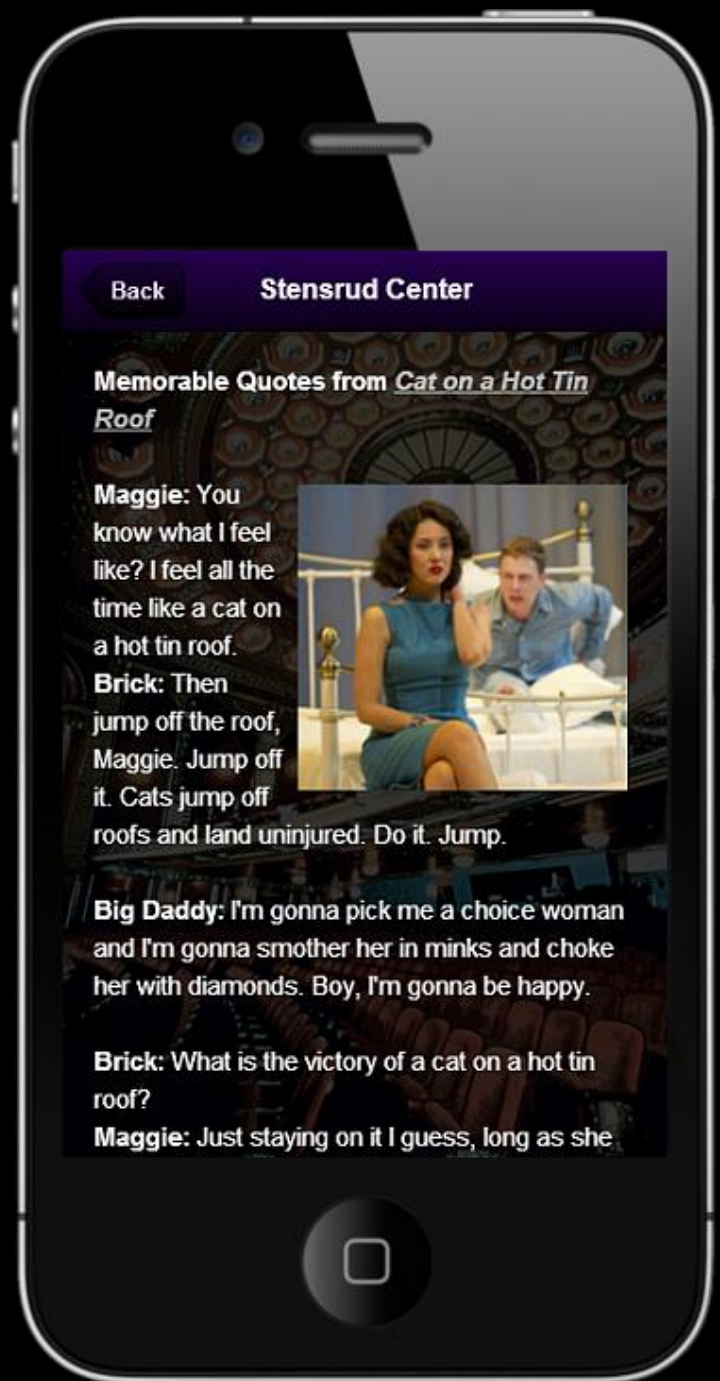 Back
Stensrud Center
Memorable Quotes from Cat on a Hot Tin
Roof
Maggie: You
know what I feel
like? I feel all the
time like a cat on
a hot tin roof.
Brick: Then
jump off the roof,
Maggie. Jump off
it. Cats jump off
roofs and land uninjured. Do it. Jump.
Big Daddy: I'm gonna pick me a choice woman
and I'm gonna smother her in minks and choke
her with diamonds. Boy, I'm gonna be happy.
Brick: What is the victory of a cat on a hot tin
roof?
Maggie: Just staying on it I guess, long as she